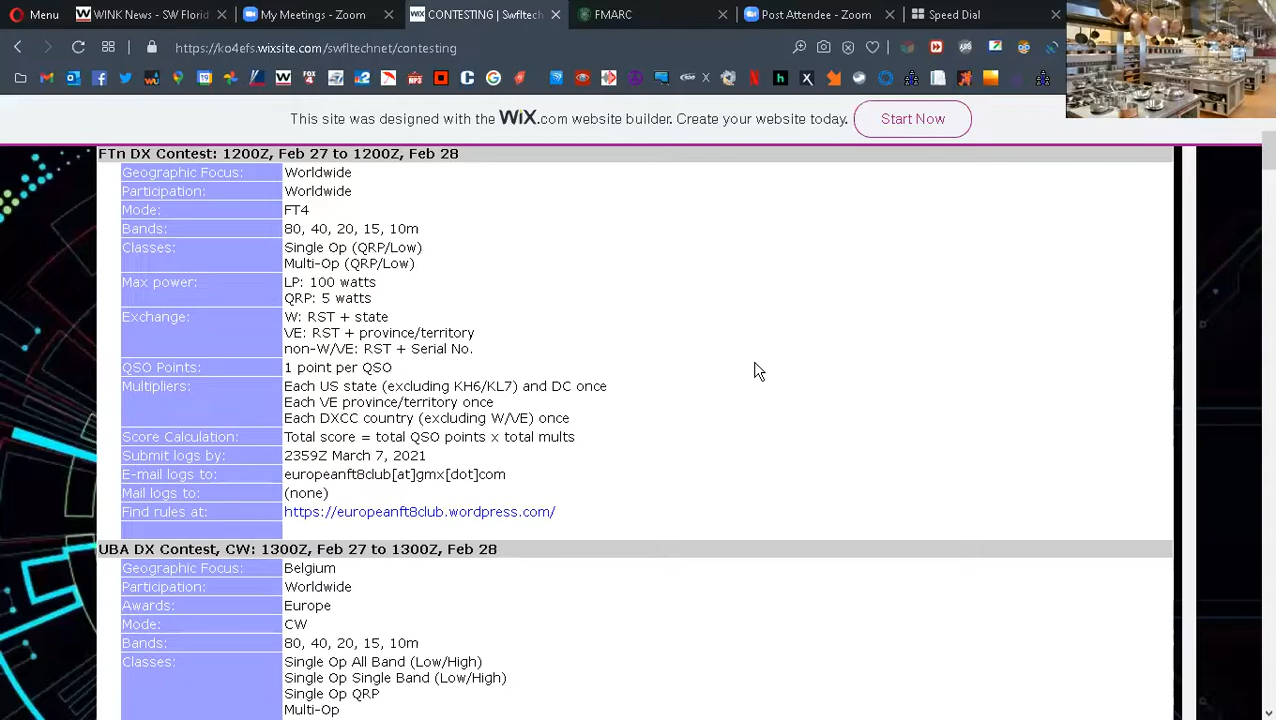 Menu
WINK News - SW Florid
My Meetings - Zoom
CONTESTING | Swfltech
FMARC
Post Attendee - Zoom
Speed Dial
https://ko4efs.wixsite.com/swfltechnet/contesting
This site was designed with the WiX.com website builder. Create your website today.
Start Now
FTn DX Contest: 1200Z, Feb 27 to 1200Z, Feb 28
Geographic Focus: Worldwide
Participation: Worldwide
Mode: FT4
Bands: 80, 40, 20, 15, 10m
Classes: Single Op (QRP/Low)
Multi-Op (QRP/Low)
Max power: LP: 100 watts
QRP: 5 watts
Exchange: W: RST + state
VE: RST + province/territory
non-W/VE: RST + Serial No.
QSO Points: 1 point per QSO
Multipliers: Each US state (excluding KH6/KL7) and DC once
Each VE province/territory once
Each DXCC country (excluding W/VE) once
Score Calculation: Total score = total QSO points x total mults
Submit logs by: 2359Z March 7, 2021
E-mail logs to: europeanft8club[at]gmx[dot]com
Mail logs to: (none)
Find rules at: https://europeanft8club.wordpress.com/
UBA DX Contest, CW: 1300Z, Feb 27 to 1300Z, Feb 28
Geographic Focus: Belgium
Participation: Worldwide
Awards: Europe
Mode: CW
Bands: 80, 40, 20, 15, 10m
Classes: Single Op All Band (Low/High)
Single Op Single Band (Low/High)
Single Op QRP
Multi-Op